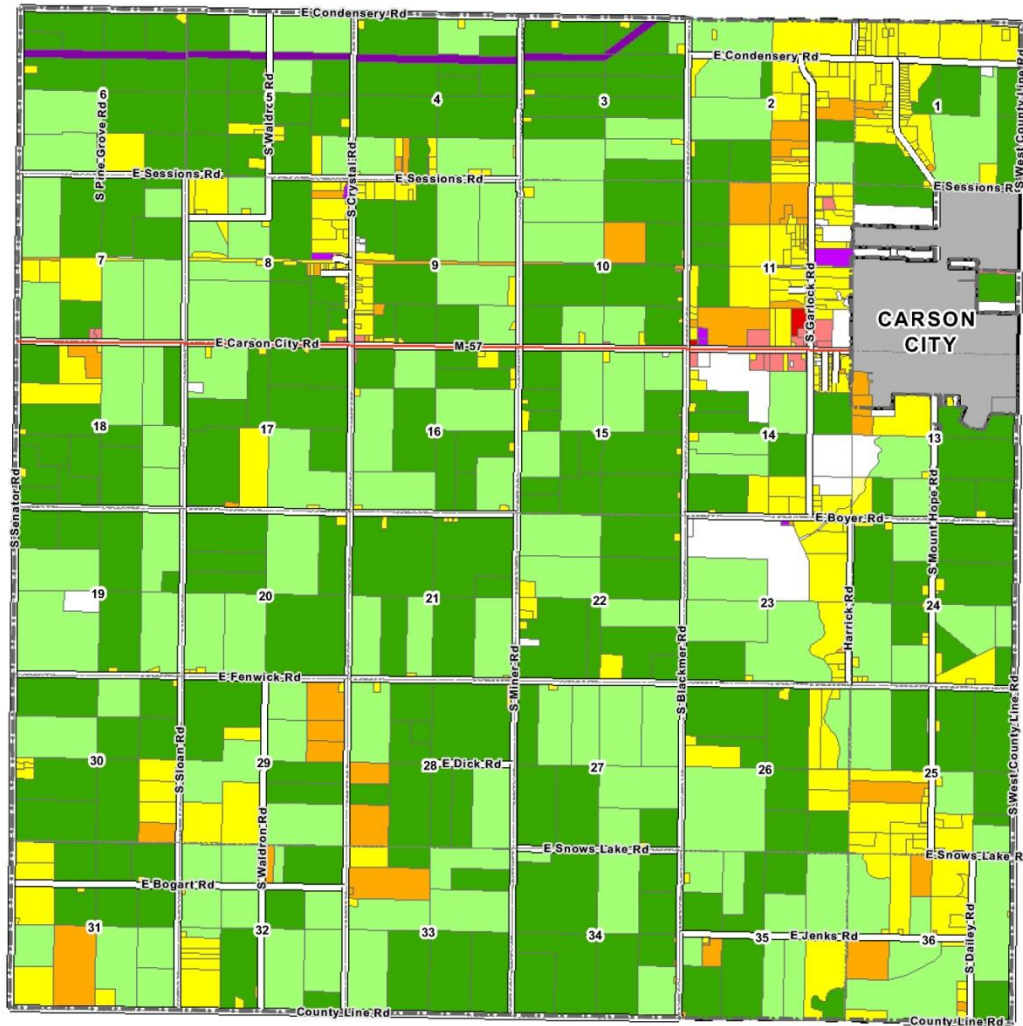 E Condensery Rd
E Condensery Rd
6
5
4
3
2
1
S Pine Grove Rd
S Waldron Rd
S Crystal Rd
S West County Line Rd
E Sessions Rd
E Sessions Rd
E Sessions R
7
8
9
10
11
S Garlock Rd
CARSON
CITY
E Carson City Rd
M-57
18
17
16
15
14
13
S Senator Rd
S Mount Hope Rd
E Boyer Rd
19
20
21
22
23
24
Harrick Rd
S Miner Rd
S Blackmer Rd
E Fenwick Rd
S West County Line Rd
30
S Sloan Rd
29
28
E Dick Rd
27
26
25
S Waldron Rd
E Snows Lake Rd
E Snows Lake R
E Bogart Rd
31
32
33
34
35
E Jenks Rd
36
S Dailey Rd
County Line Rd
County Line Rd